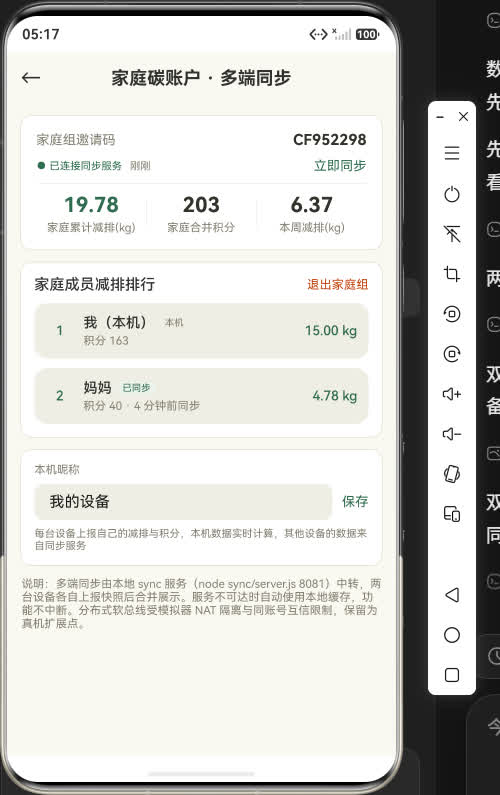 05:17
100
家庭碳账户 · 多端同步
家庭组邀请码
CF952298
已连接同步服务 刚刚
立即同步
19.78
203
6.37
家庭累计减排(kg)
家庭合并积分
本周减排(kg)
家庭成员减排排行
退出家庭组
1
我（本机）
本机
积分 163
15.00 kg
2
妈妈
已同步
积分 40 · 4 分钟前同步
4.78 kg
本机昵称
我的设备
保存
每台设备上报自己的减排与积分，本机数据实时计算，其他设备的数据来
自同步服务
说明：多端同步由本地 sync 服务（node sync/server.js 8081）中转，两
台设备各自上报快照后合并展示。服务不可达时自动使用本地缓存，功
能不中断。分布式软总线受模拟器 NAT 隔离与同账号互信限制，保留为
真机扩展点。
数
先
先
看
两
双
备
双
同
今